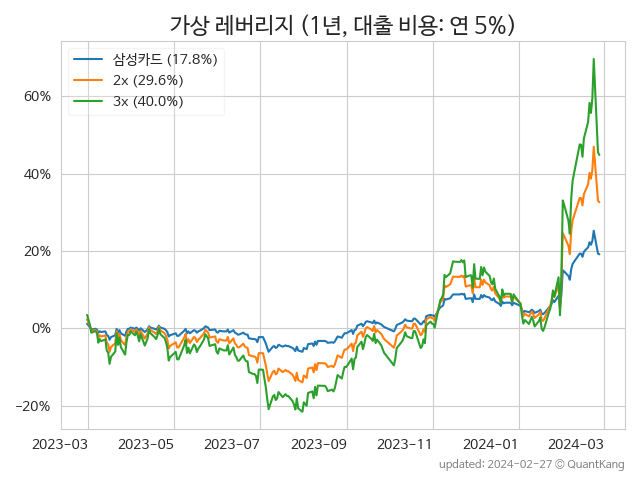 가상 레버리지 (1년, 대출 비용: 연 5%)
삼성카드 (17.8%)
2x (29.6%)
3x (40.0%)
60%
40%
20%
0%
−20%
2023-03 2023-05 2023-07 2023-09 2023-11 2024-01 2024-03
updated: 2024-02-27 © QuantKang